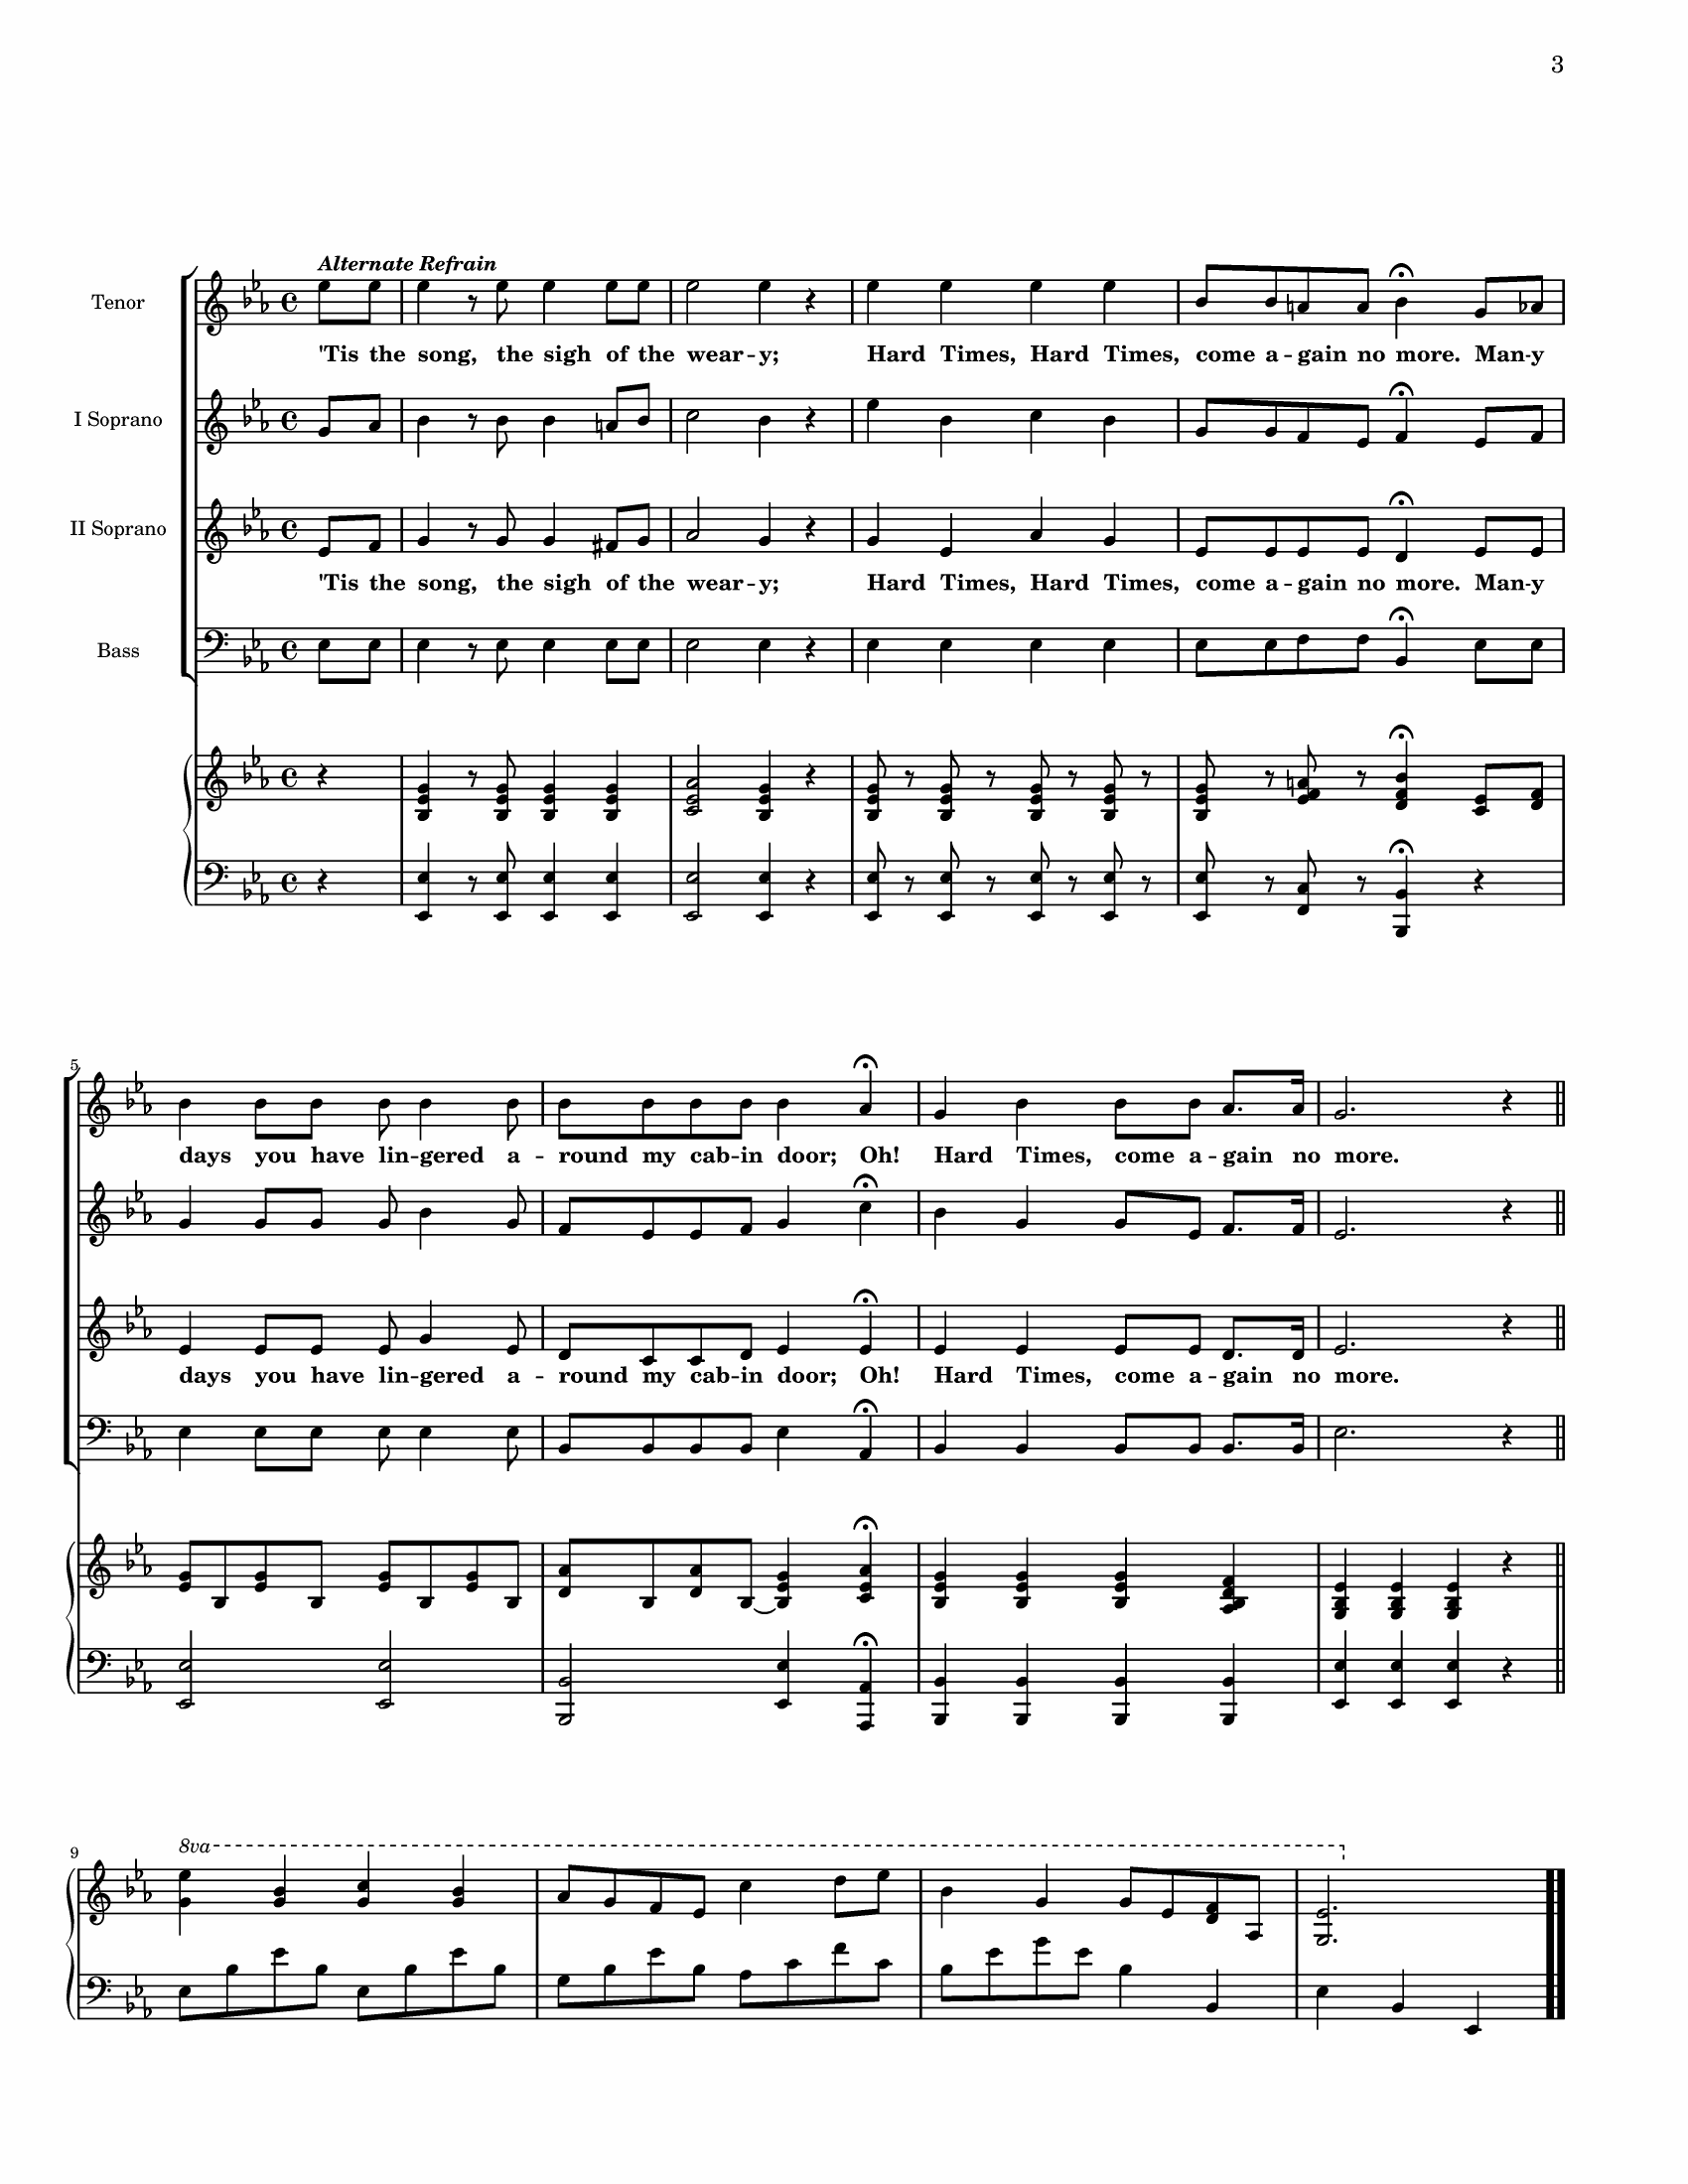 3
Alternate Refrain
Tenor
'Tis the song, the sigh of the wear -- y; Hard Times, Hard Times, come a -- gain no more. Man -- y
I Soprano
II Soprano
'Tis the song, the sigh of the wear -- y; Hard Times, Hard Times, come a -- gain no more. Man -- y
Bass
5
days you have lin -- gered a -- round my cab -- in door; Oh! Hard Times, come a -- gain no more.
days you have lin -- gered a -- round my cab -- in door; Oh! Hard Times, come a -- gain no more.
9
8va